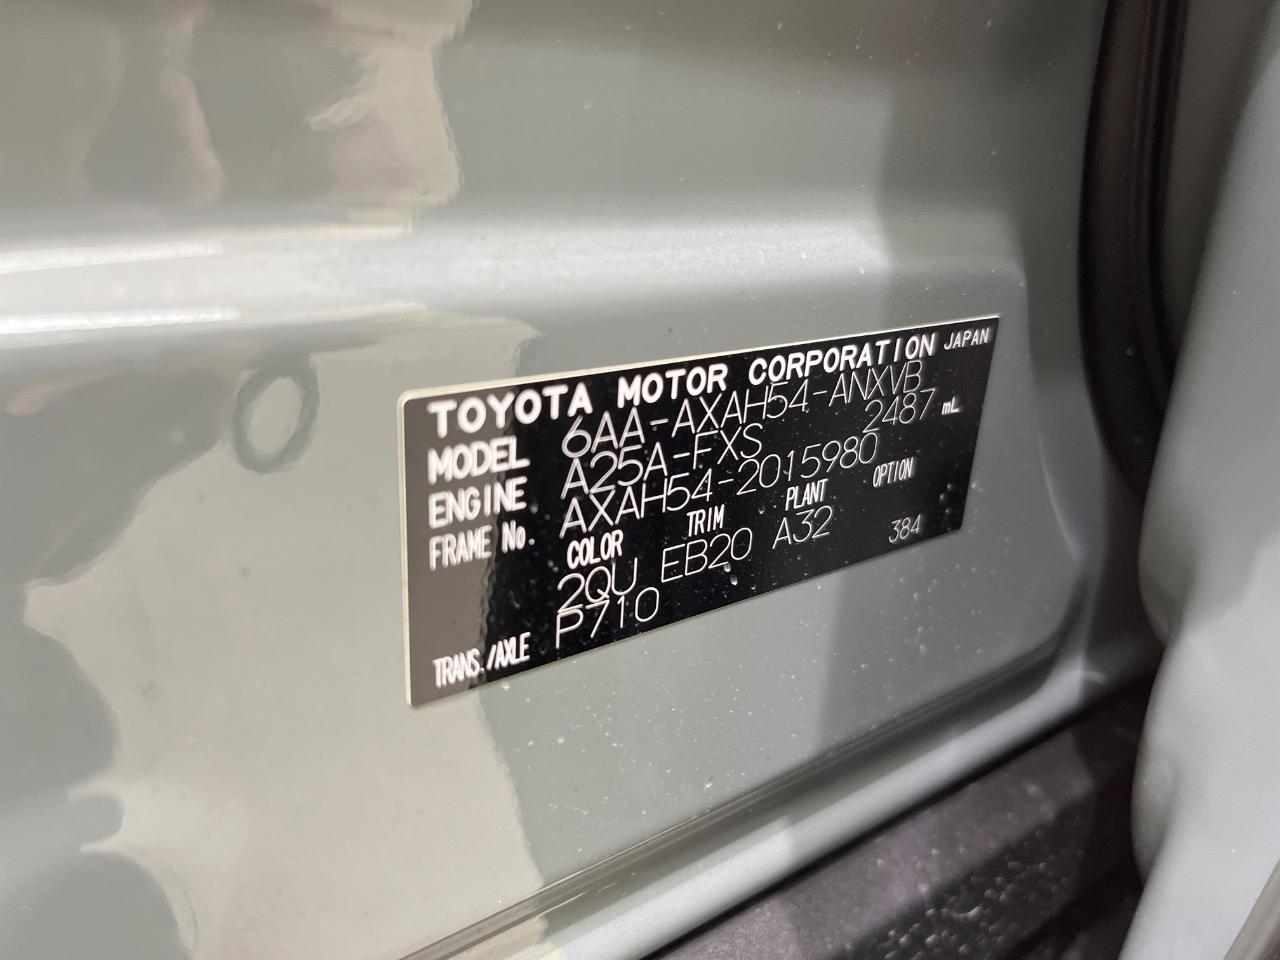 TOYOTA MOTOR CORPORATION JAPAN
MODEL 6AA-AXAH54-ANXVB
ENGINE A25A-FXS 2487 mL
FRAME No. AXAH54-2015980
COLOR TRIM PLANT OPTION
2QU EB20 A32 384
TRANS./AXLE P710